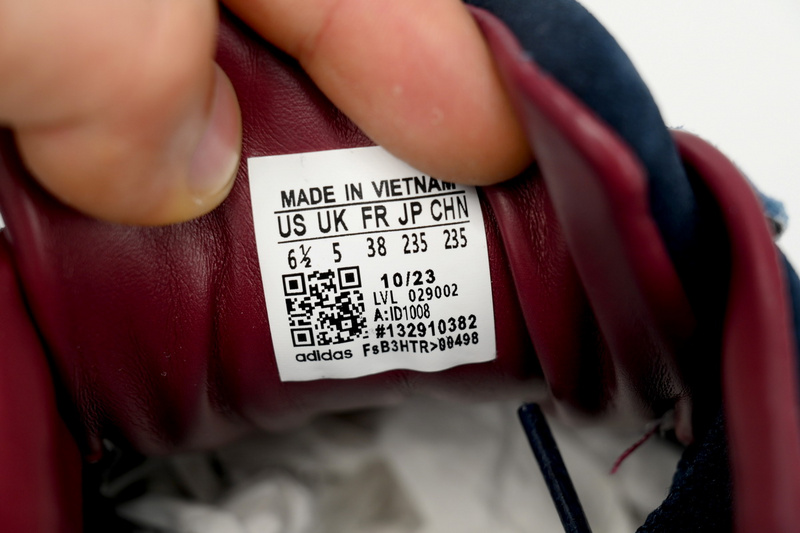 MADE IN VIETNAM
US UK FR JP CHN
6½ 5 38 235 235
10/23
LVL 029002
A:ID1008
#132910382
adidas FsB3HTR>00498